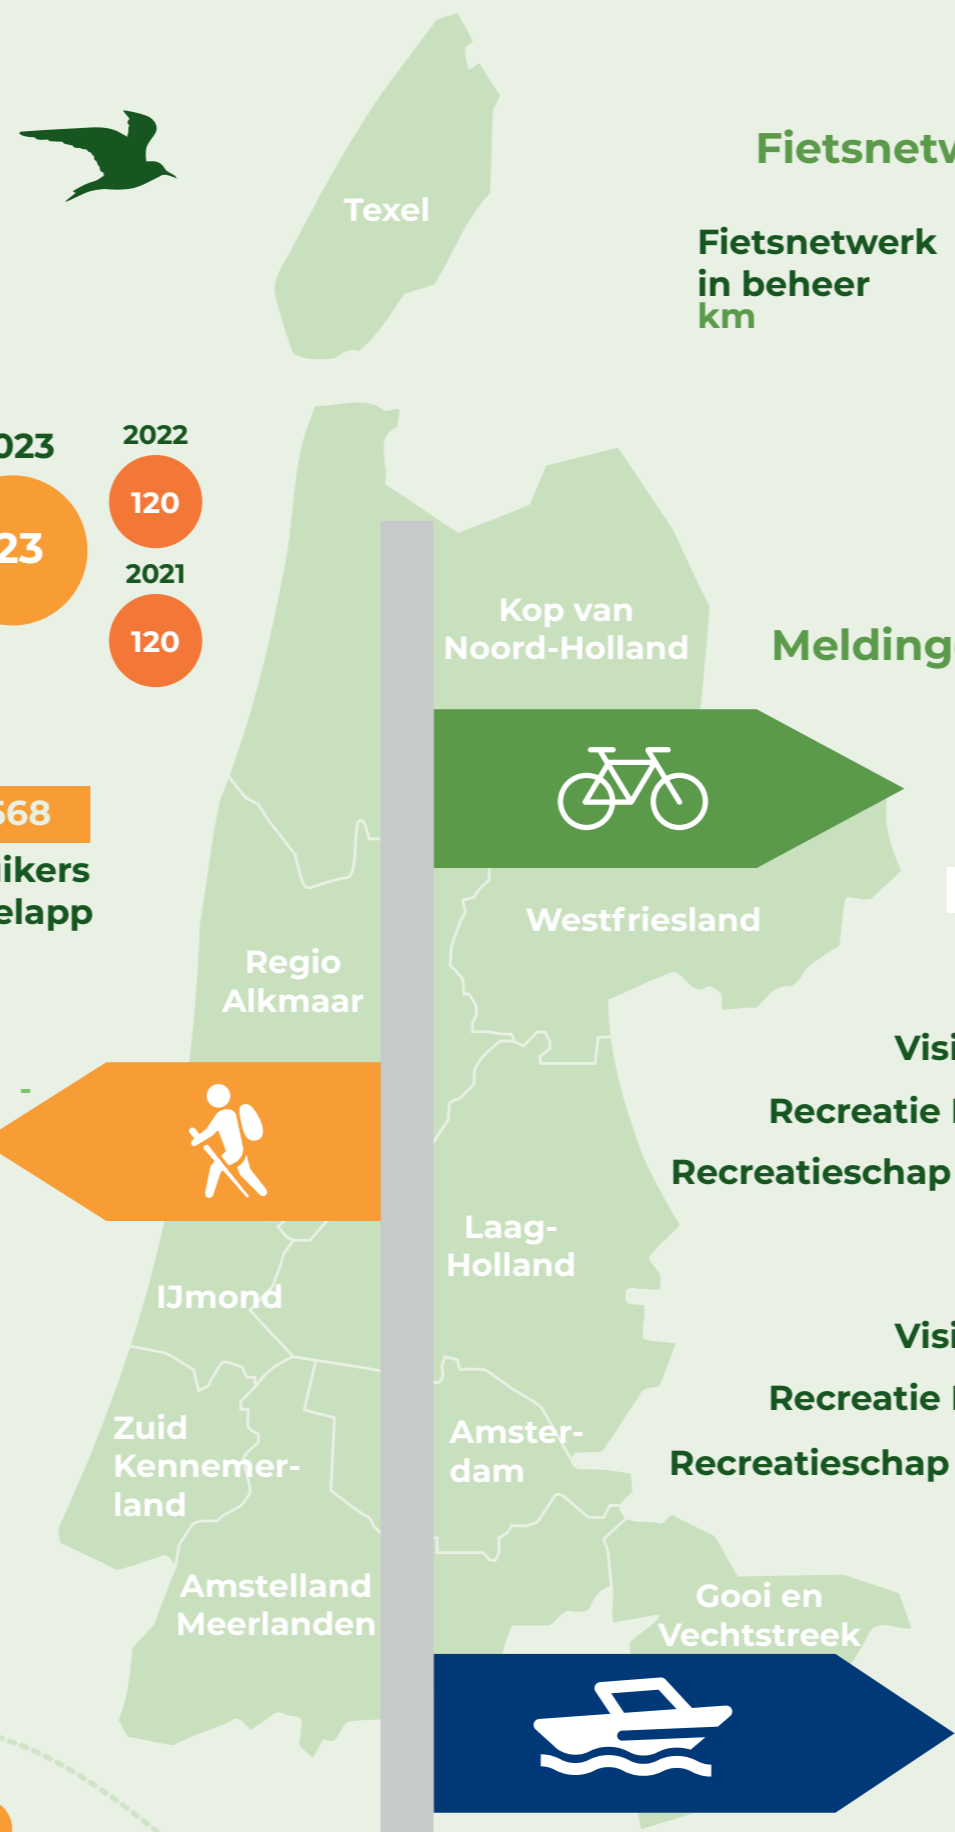 Texel
Fietsnetw
Fietsnetwerk
in beheer
km
023
2022
23
120
2021
120
Kop van
Noord-Holland
Melding
568
ikers
elapp
Westfriesland
Regio
Alkmaar
Visi
-
Recreatie
Recreatieschap
Laag-
Holland
IJmond
Visi
Recreatie
Zuid
Kennemer-
land
Amster-
dam
Recreatieschap
Amstelland
Meerlanden
Gooi en
Vechtstreek